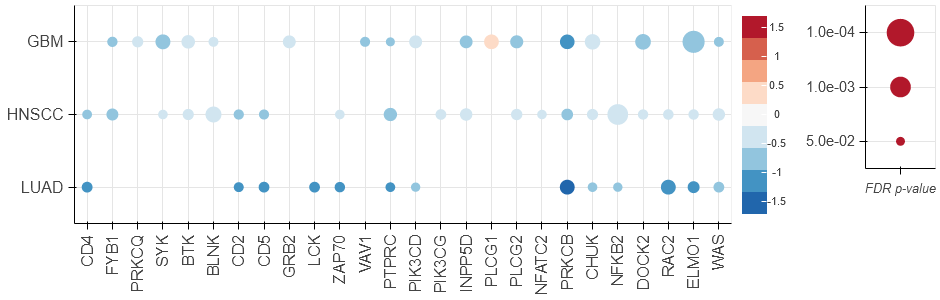 GBM
HNSCC
LUAD
CD4
FYB1
PRKCQ
SYK
BTK
BLNK
CD2
CD5
GRB2
LCK
ZAP70
VAV1
PTPRC
PIK3CD
PIK3CG
INPP5D
PLCG1
PLCG2
NFATC2
PRKCB
CHUK
NFKB2
DOCK2
RAC2
ELMO1
WAS
1.5
1
0.5
0
-0.5
-1
-1.5
1.0e-04
1.0e-03
5.0e-02
FDR p-value